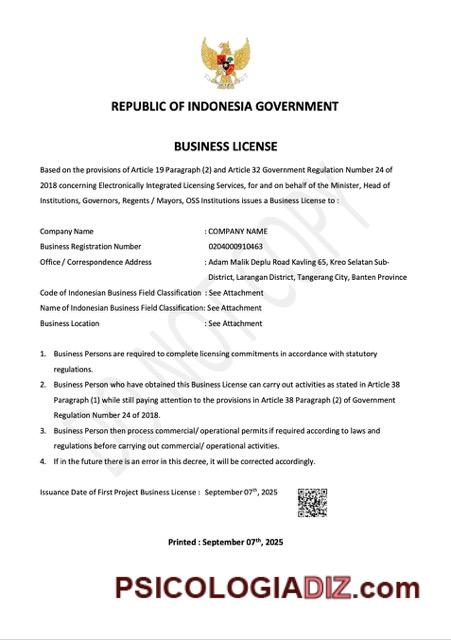 REPUBLIC OF INDONESIA GOVERNMENT
BUSINESS LICENSE
Based on the provisions of Article 19 Paragraph (2) and Article 32 Government Regulation Number 24 of
2018 concerning Electronically Integrated Licensing Services, for and on behalf of the Minister, Head of
Institutions, Governors, Regents / Mayors, OSS Institutions issues a Business License to :
Company Name : COMPANY NAME
Business Registration Number 0204000910463
Office / Correspondence Address : Adam Malik Deplu Road Kavling 65, Kreo Selatan Sub-
District, Larangan District, Tangerang City, Banten Province
Code of Indonesian Business Field Classification : See Attachment
Name of Indonesian Business Field Classification: See Attachment
Business Location : See Attachment
1. Business Persons are required to complete licensing commitments in accordance with statutory
regulations.
2. Business Person who have obtained this Business License can carry out activities as stated in Article 38
Paragraph (1) while still paying attention to the provisions in Article 38 Paragraph (2) of Government
Regulation Number 24 of 2018.
3. Business Person then process commercial/ operational permits if required according to laws and
regulations before carrying out commercial/ operational activities.
4. If in the future there is an error in this decree, it will be corrected accordingly.
Issuance Date of First Project Business License : September 07th, 2025
Printed : September 07th, 2025
PSICOLOGIADIZ.com